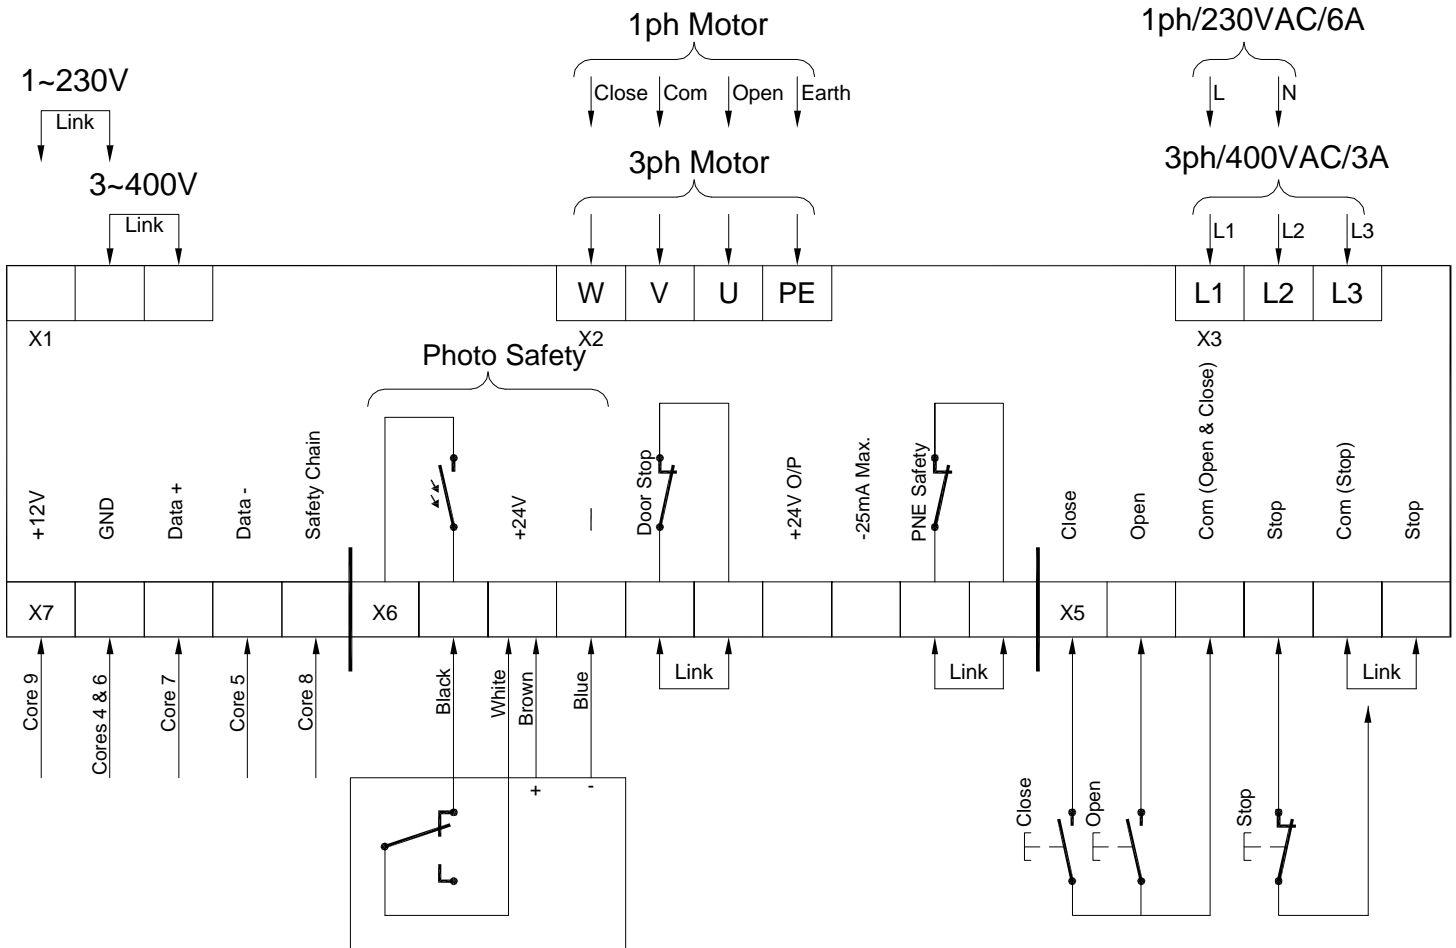 1ph Motor
1ph/230VAC/6A
1~230V
Link
Close
Com
Open
Earth
L
N
3~400V
Link
3ph Motor
3ph/400VAC/3A
L1
L2
L3
W
V
U
PE
L1
L2
L3
X1
X2
X3
Photo Safety
+12V
GND
Data +
Data -
Safety Chain
+24V
—
Door Stop
+24V O/P
-25mA Max.
PNE Safety
Close
Open
Com (Open & Close)
Stop
Com (Stop)
Stop
X7
X6
X5
Core 9
Cores 4 & 6
Core 7
Core 5
Core 8
Black
White
Brown
Blue
Link
Link
Link
+
-
Close
Open
Stop